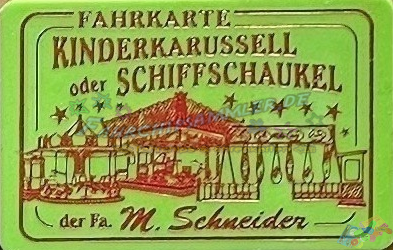 FAHRKARTE
KINDERKARUSSELL
oder SCHIFFSCHAUKEL
der Fa. M. Schneider